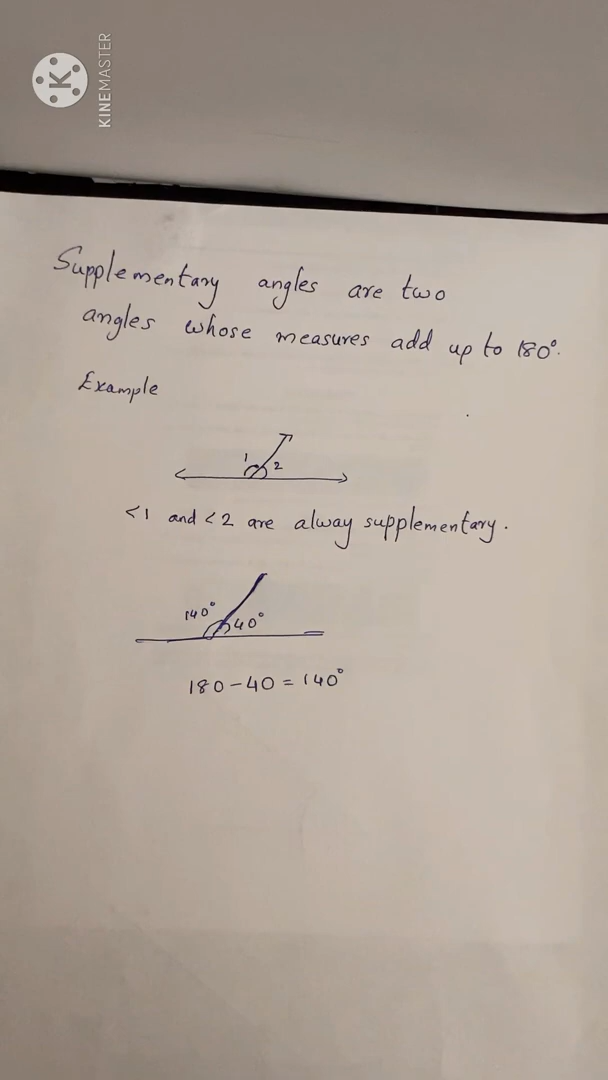 KINEMASTER
Supplementary angles are two
angles whose measures add up to 180°.
Example
1 2
<1 and <2 are alway supplementary.
140° 40°
180-40=140°